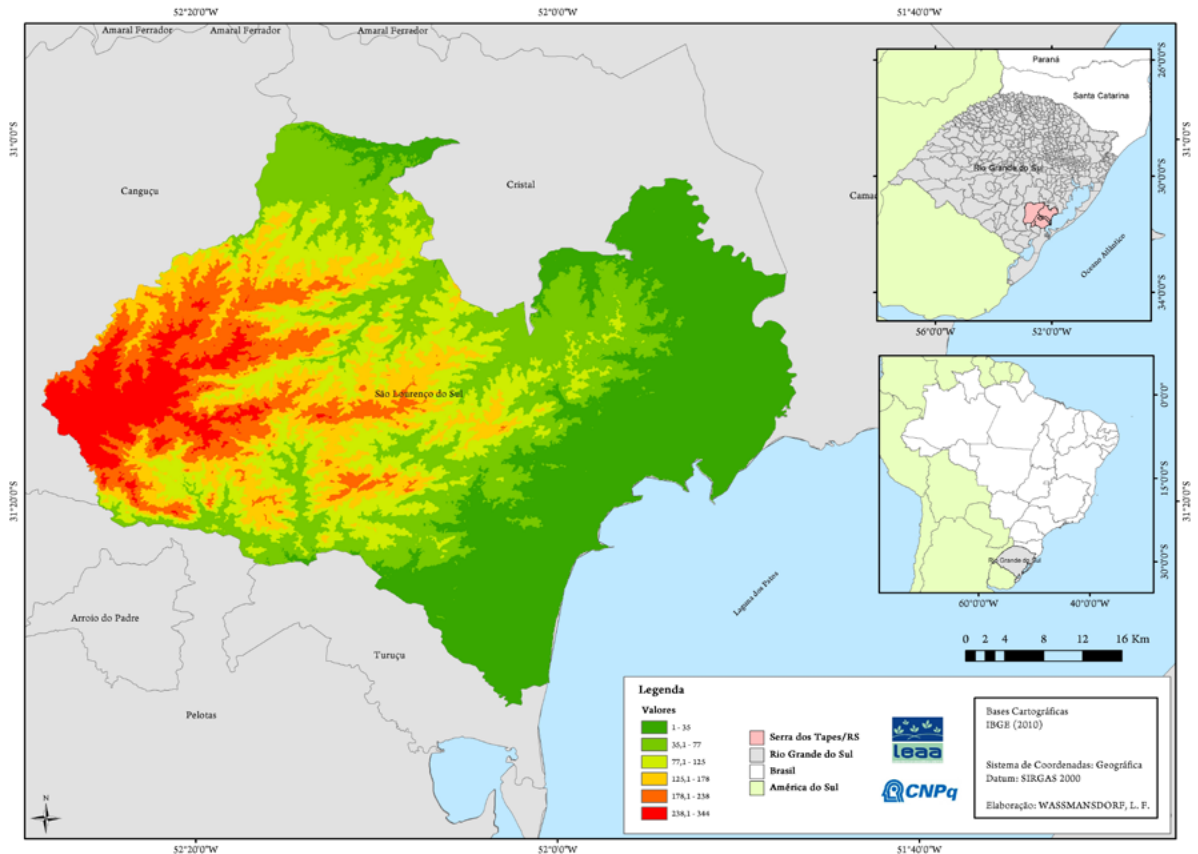 52°20'0"W
52°0'0"W
51°40'0"W
Amaral Ferrador
Amaral Ferrador
Amaral Ferrador
31°0'0"S
31°0'0"S
Canguçu
Cristal
Camaq
São Lourenço do Sul
31°20'0"S
31°20'0"S
Arroio do Padre
Turuçu
Pelotas
Laguna dos Patos
Paraná
Santa Catarina
Rio Grande do Sul
Oceano Atlântico
26°0'0"S
30°0'0"S
34°0'0"S
56°0'0"W
52°0'0"W
0°0'0"
15°0'0"S
30°0'0"S
Rio Grande do Sul
60°0'0"W
40°0'0"W
0 2 4 8 12 16 Km
Legenda
Valores
1 - 35
35,1 - 77
77,1 - 125
125,1 - 178
178,1 - 238
238,1 - 344
Serra dos Tapes/RS
Rio Grande do Sul
Brasil
América do Sul
leaa
CNPq
Bases Cartográficas
IBGE (2010)
Sistema de Coordenadas: Geográfica
Datum: SIRGAS 2000
Elaboração: WASSMANSDORF, L. F.
N
52°20'0"W
52°0'0"W
51°40'0"W